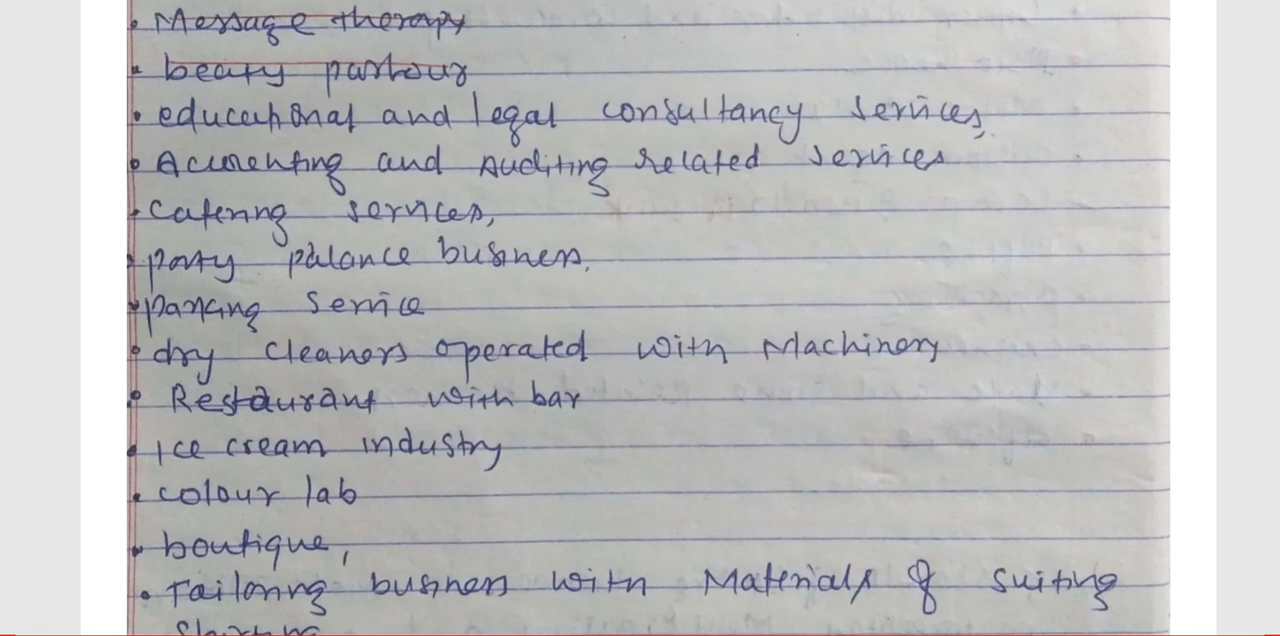 • Message therapy
• beaty parlour
• educational and legal consultancy services,
• Accounting and Auditing related services
• Catering services,
• party palance business.
• parking service
• dry cleaners operated with Machinery
• Restaurant with bar
• Ice cream industry
• colour lab
• boutique,
• Tailoring business with Materials of suiting